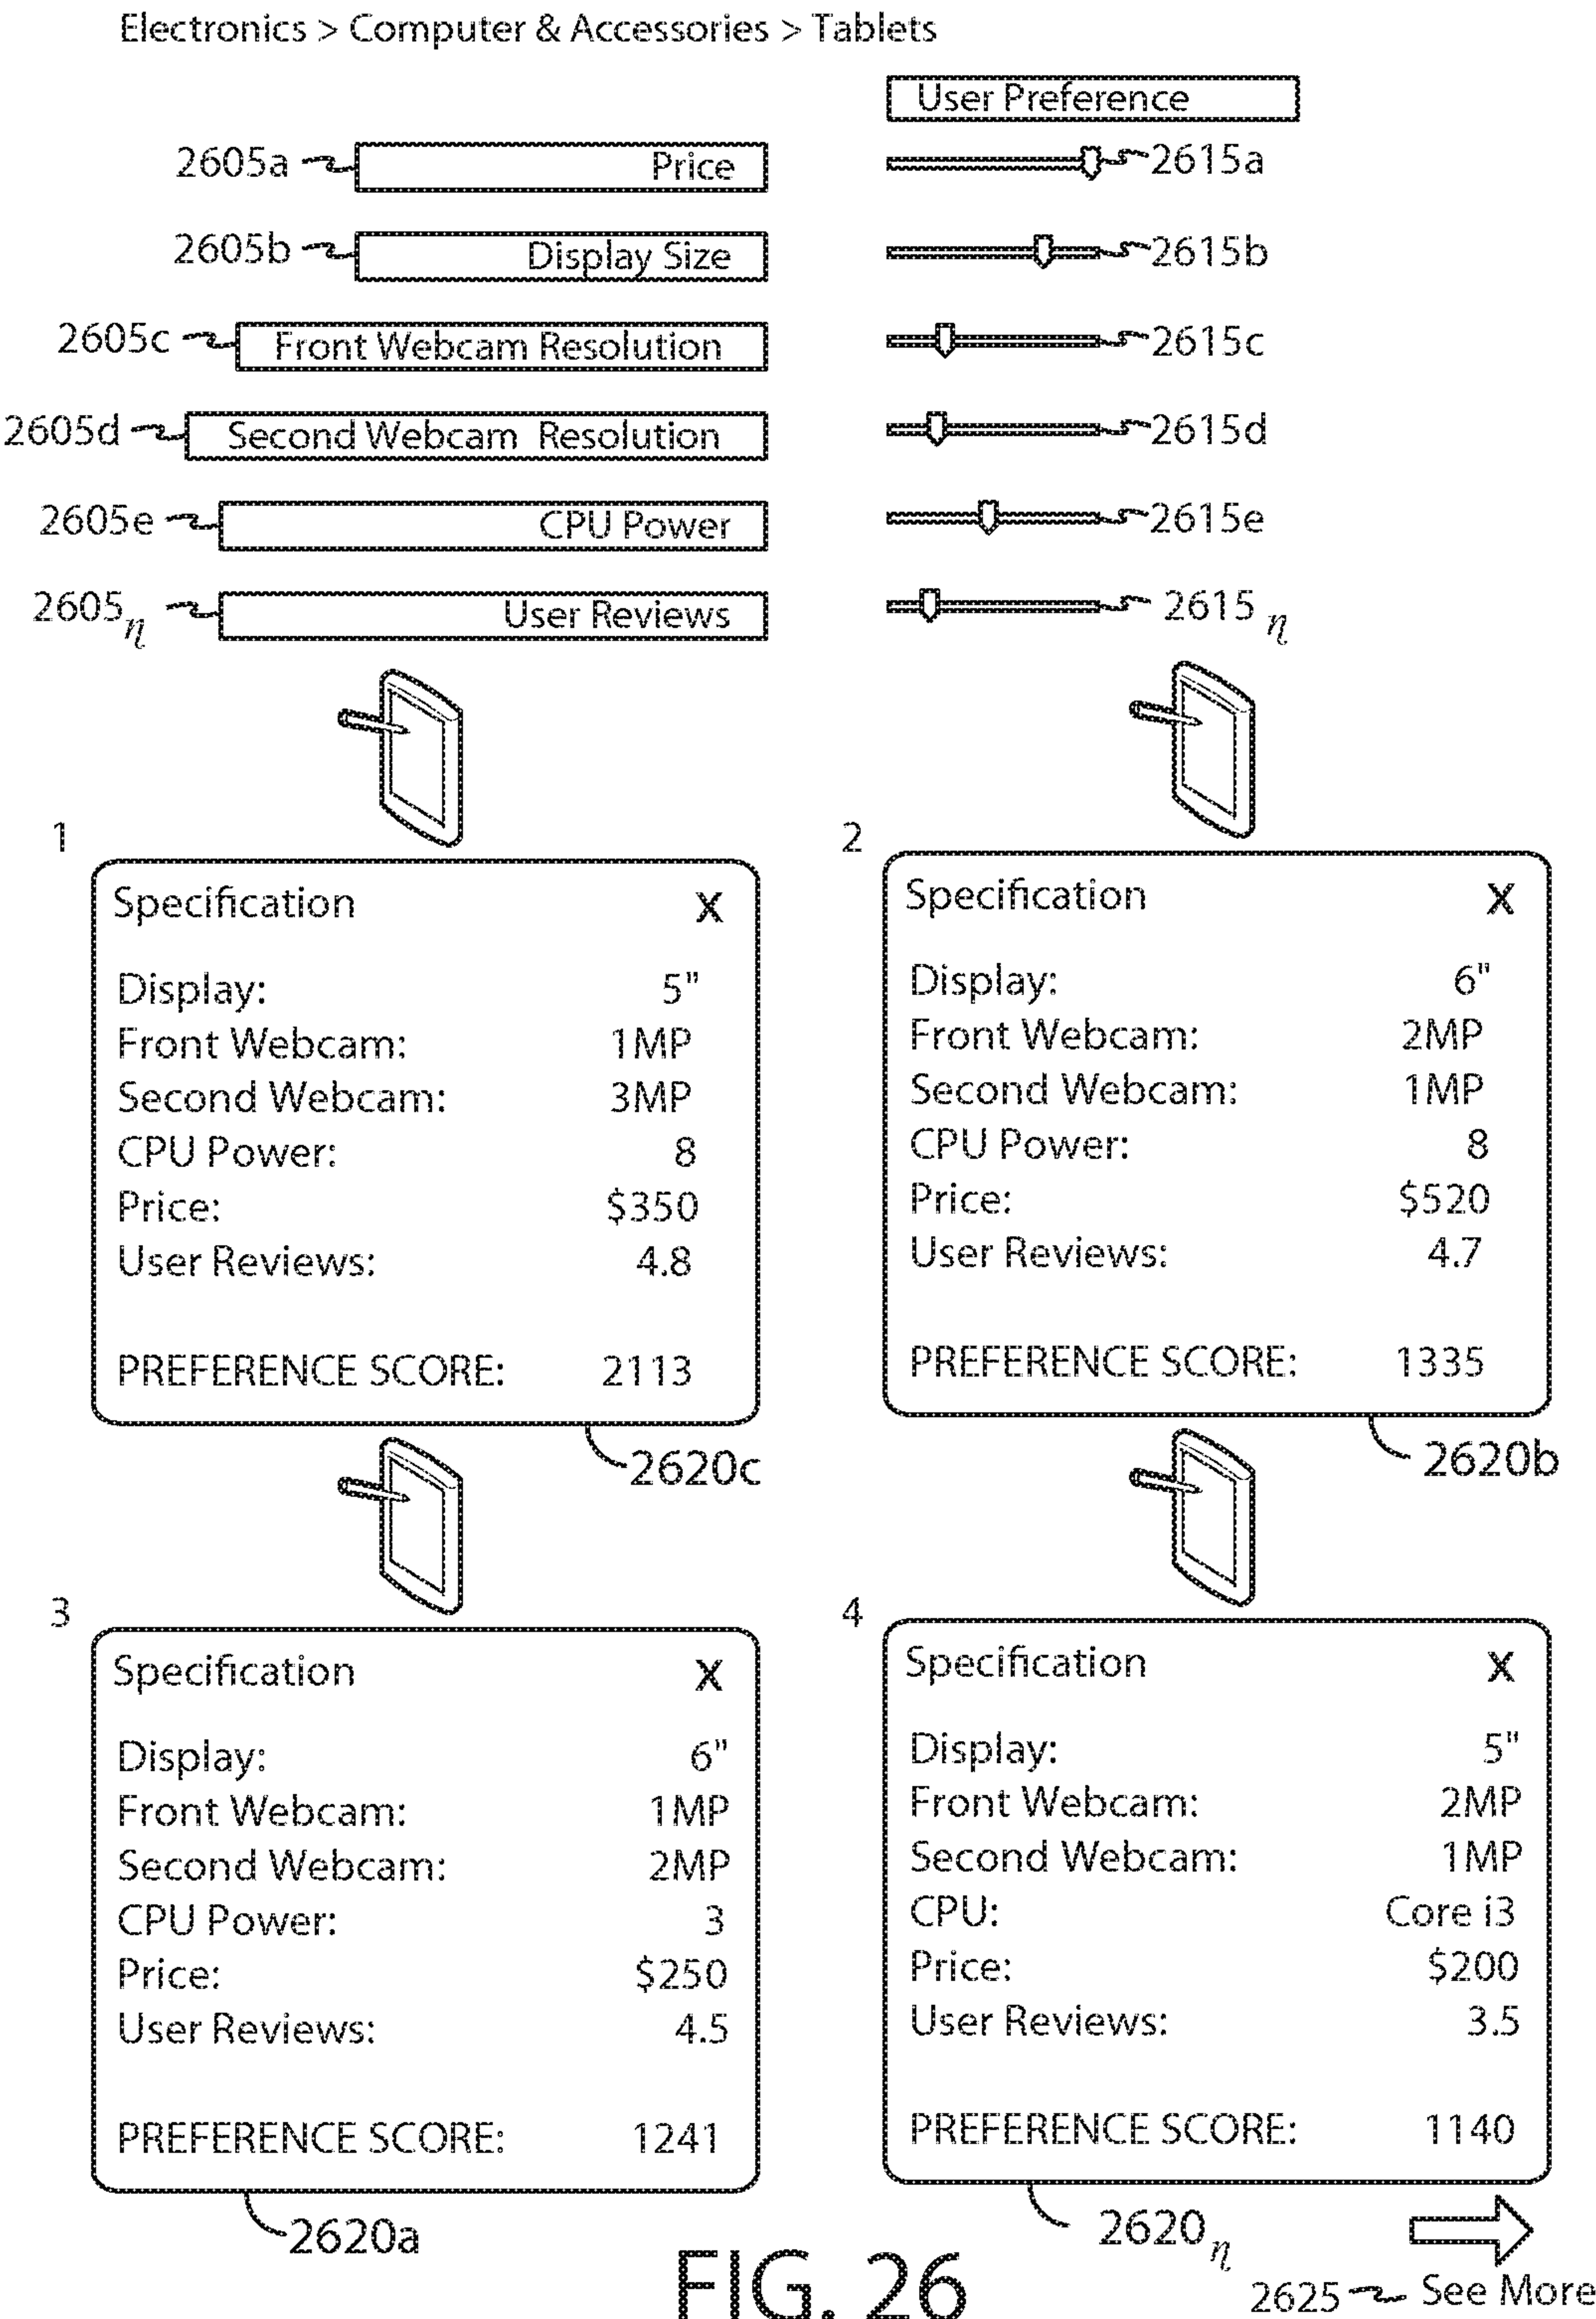 Electronics > Computer & Accessories > Tablets
User Preference
2605a Price 2615a
2605b Display Size 2615b
2605c Front Webcam Resolution 2615c
2605d Second Webcam Resolution 2615d
2605e CPU Power 2615e
2605η User Reviews 2615η
1
Specification X
Display: 5"
Front Webcam: 1MP
Second Webcam: 3MP
CPU Power: 8
Price: $350
User Reviews: 4.8
PREFERENCE SCORE: 2113
2620c
2
Specification X
Display: 6"
Front Webcam: 2MP
Second Webcam: 1MP
CPU Power: 8
Price: $520
User Reviews: 4.7
PREFERENCE SCORE: 1335
2620b
3
Specification X
Display: 6"
Front Webcam: 1MP
Second Webcam: 2MP
CPU Power: 3
Price: $250
User Reviews: 4.5
PREFERENCE SCORE: 1241
2620a
4
Specification X
Display: 5"
Front Webcam: 2MP
Second Webcam: 1MP
CPU: Core i3
Price: $200
User Reviews: 3.5
PREFERENCE SCORE: 1140
2620η
2625 See More
FIG. 26